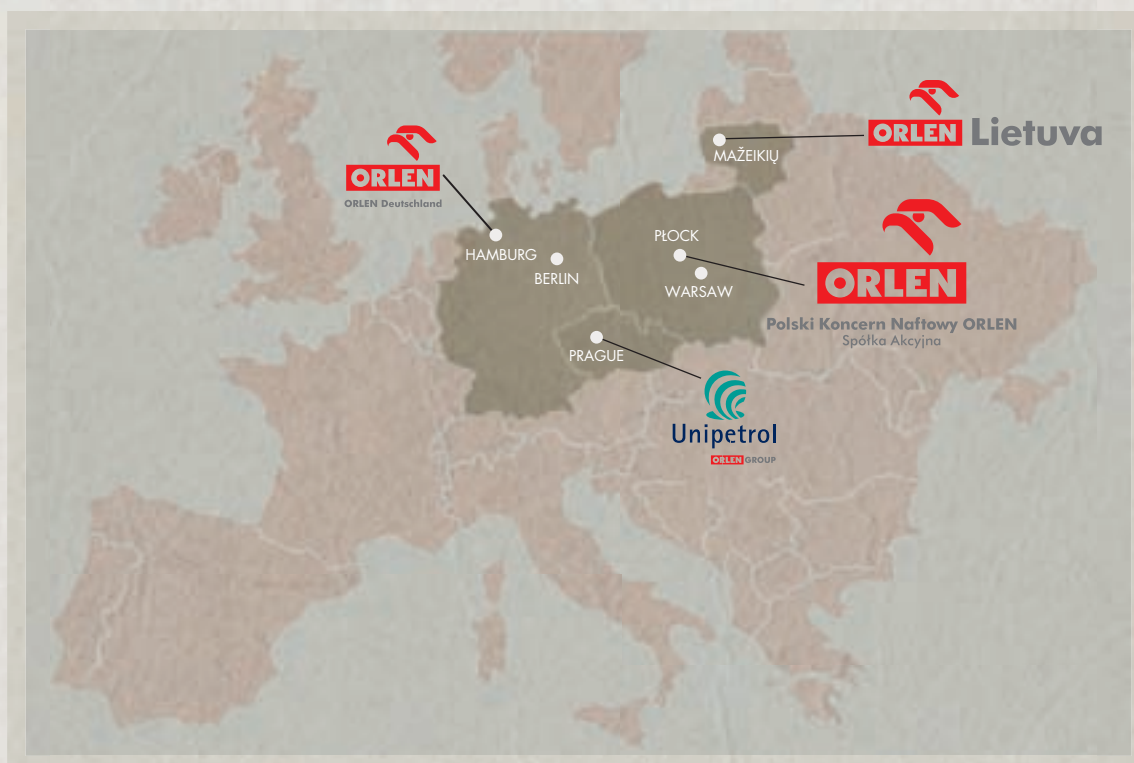 ORLEN Lietuva
MAŽEIKIŲ
ORLEN
ORLEN Deutschland
HAMBURG
BERLIN
PŁOCK
WARSAW
ORLEN
Polski Koncern Naftowy ORLEN
Spółka Akcyjna
PRAGUE
Unipetrol
ORLEN GROUP